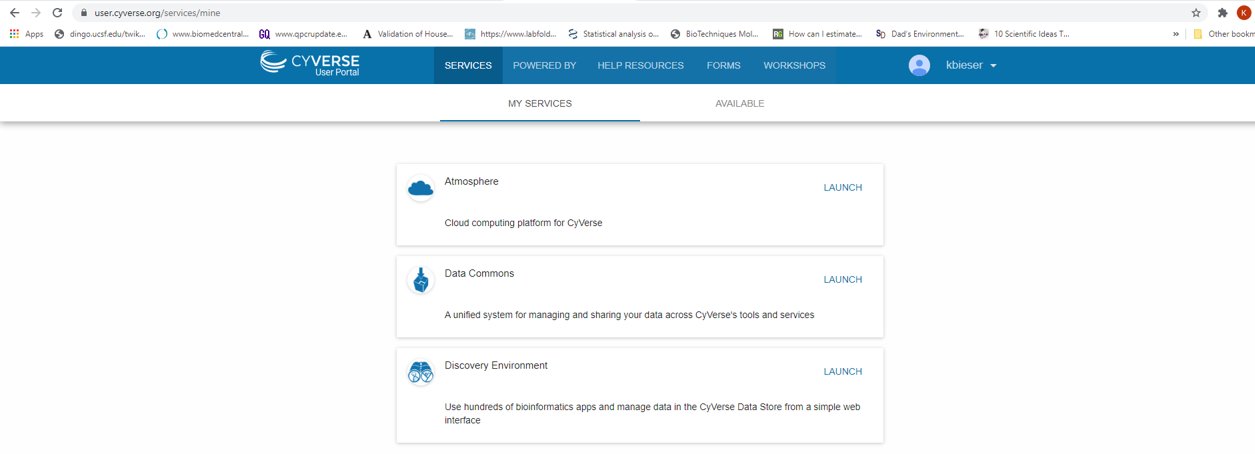 user.cyverse.org/services/mine
K
Apps
dingo.ucsf.edu/twik...
www.biomedcentral...
GQ www.qpcrupdate.e...
A Validation of House...
https://www.labfold...
Statistical analysis o...
BioTechniques Mol...
RG How can I estimate...
SD Dad's Environment...
10 Scientific Ideas T...
»
Other bookm
CYVERSE
User Portal
SERVICES
POWERED BY
HELP RESOURCES
FORMS
WORKSHOPS
kbieser
MY SERVICES
AVAILABLE
Atmosphere
LAUNCH
Cloud computing platform for CyVerse
Data Commons
LAUNCH
A unified system for managing and sharing your data across CyVerse's tools and services
Discovery Environment
LAUNCH
Use hundreds of bioinformatics apps and manage data in the CyVerse Data Store from a simple web
interface